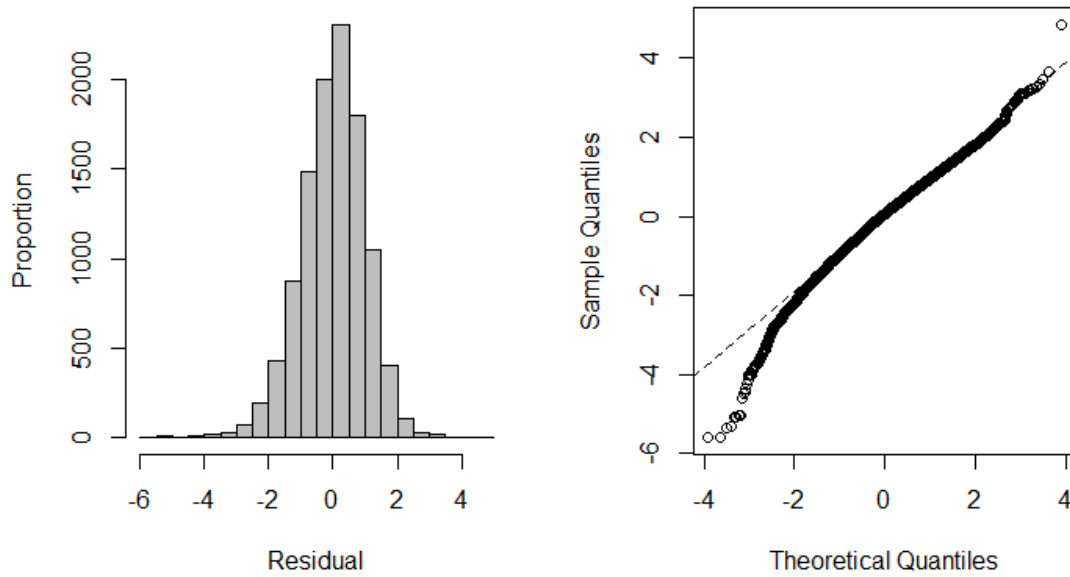 Proportion
2000
1500
1000
500
0
-6 -4 -2 0 2 4
Residual
Sample Quantiles
4
2
0
-2
-4
-6
-4 -2 0 2 4
Theoretical Quantiles